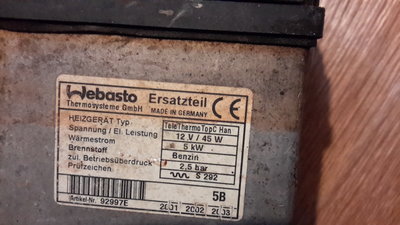 Webasto Ersatzteil CE
Thermosysteme GmbH MADE IN GERMANY
HEIZGERÄT Typ TeleThermoTopC Han
Spannung / El. Leistung 12 V / 45 W
Wärmestrom 5 kW
Brennstoff Benzin
zul. Betriebsüberdruck 2,5 bar
Prüfzeichen S 292
5B
Artikel-Nr. 92997E 2001 2002 2003